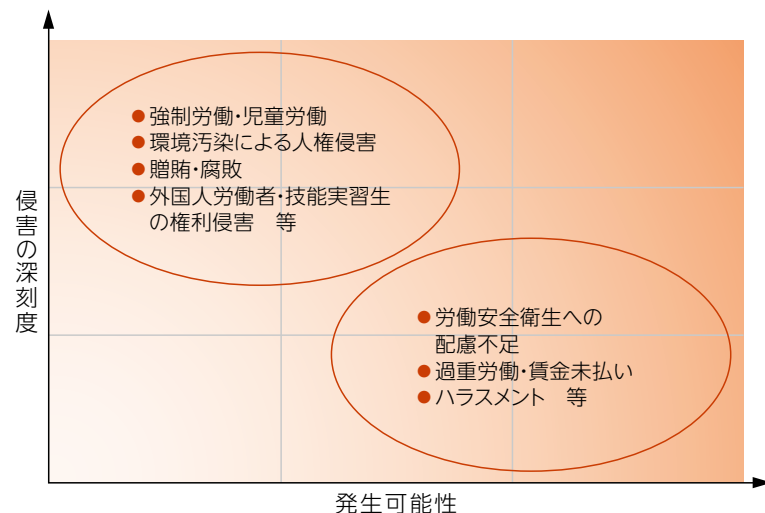 侵害の深刻度
● 強制労働・児童労働
● 環境汚染による人権侵害
● 贈賄・腐敗
● 外国人労働者・技能実習生
の権利侵害　等
● 労働安全衛生への
配慮不足
● 過重労働・賃金未払い
● ハラスメント　等
発生可能性